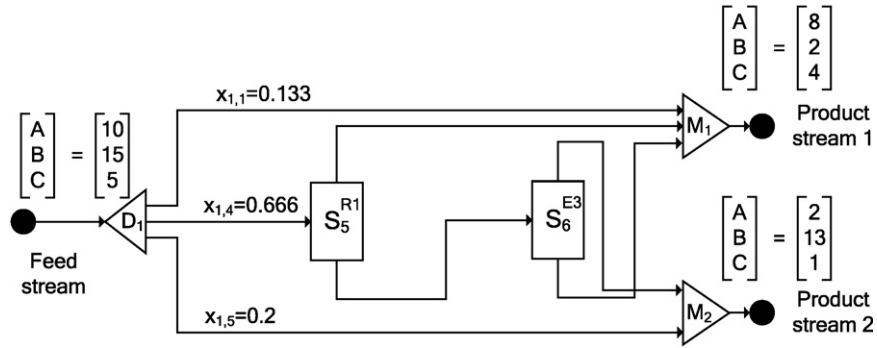 A
B
C
=
8
2
4
x1,1=0.133
M1
Product
stream 1
A
B
C
=
10
15
5
D1
x1,4=0.666
S5R1
S6E3
Feed
stream
A
B
C
=
2
13
1
x1,5=0.2
M2
Product
stream 2